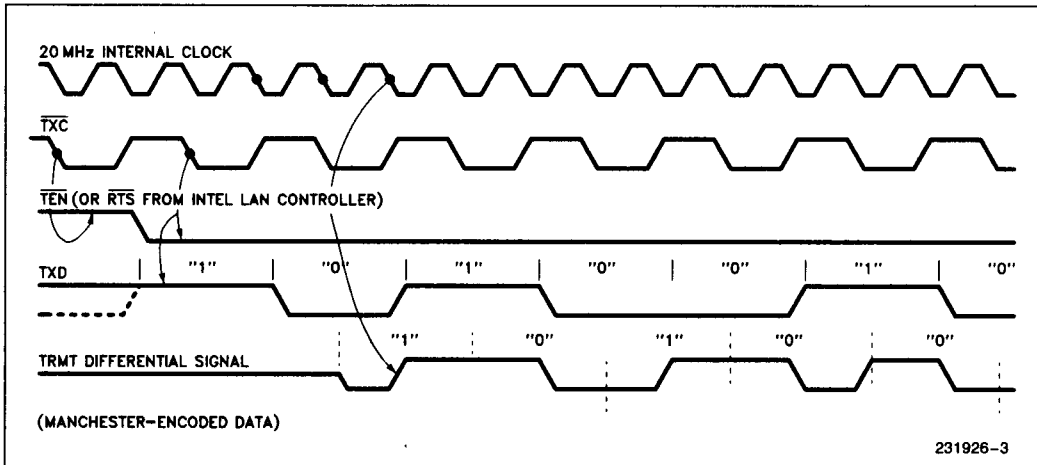 20 MHz INTERNAL CLOCK
TXC
TEN (OR RTS FROM INTEL LAN CONTROLLER)
TXD "1" "0" "1" "0" "0" "1" "0"
"1" "0" "1" "0" "0"
TRMT DIFFERENTIAL SIGNAL
(MANCHESTER-ENCODED DATA)
231926-3